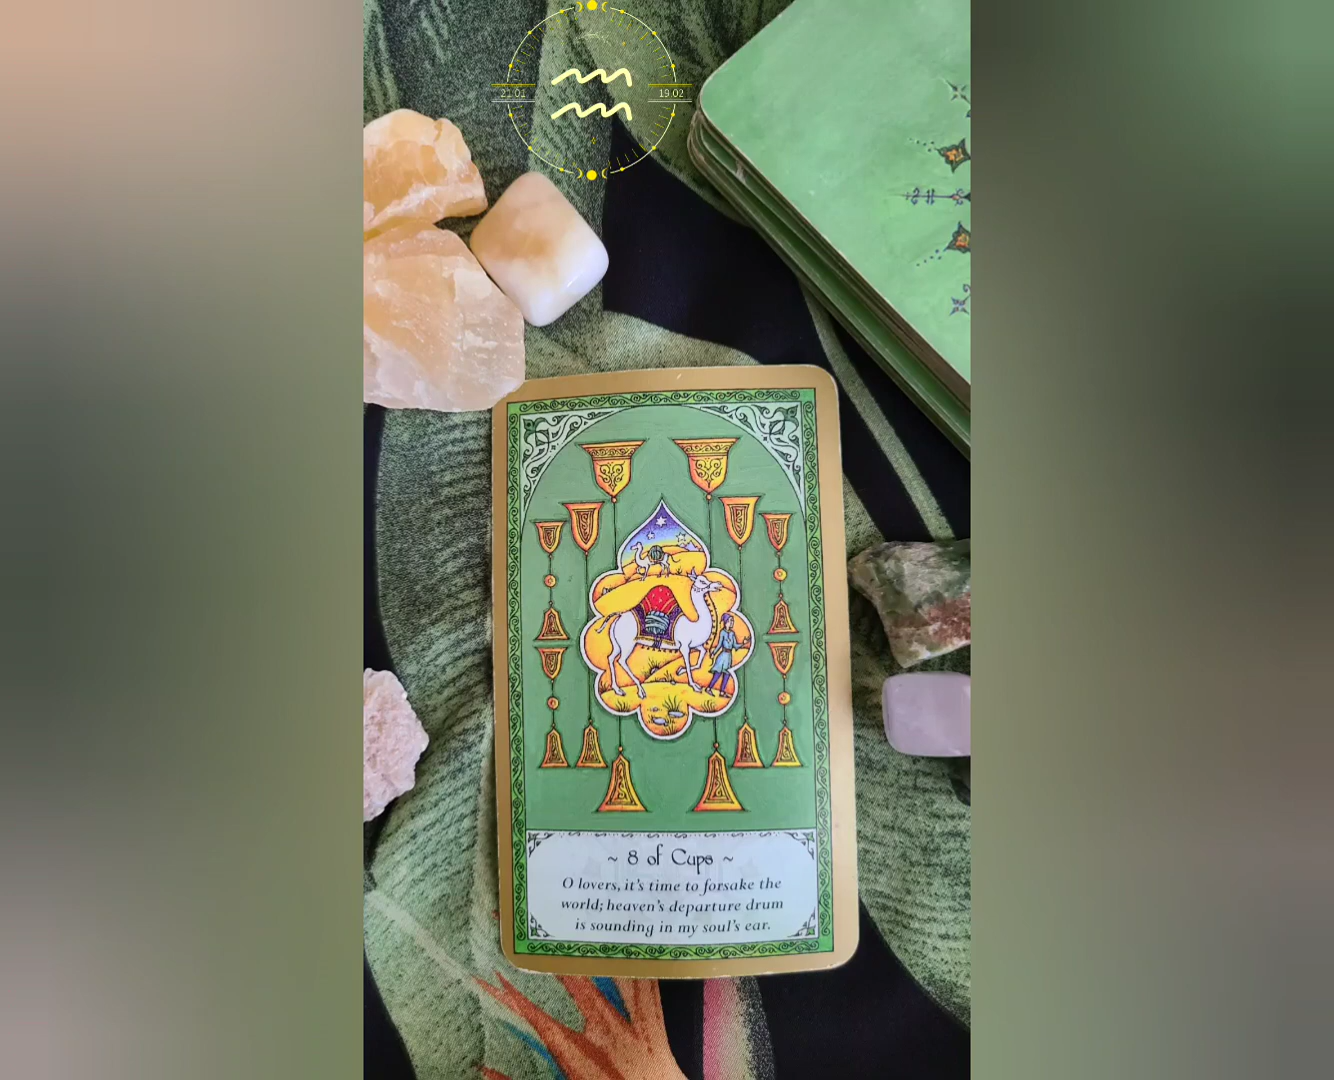 21.01
19.02
~ 8 of Cups ~
O lovers, it's time to forsake the
world; heaven's departure drum
is sounding in my soul's ear.